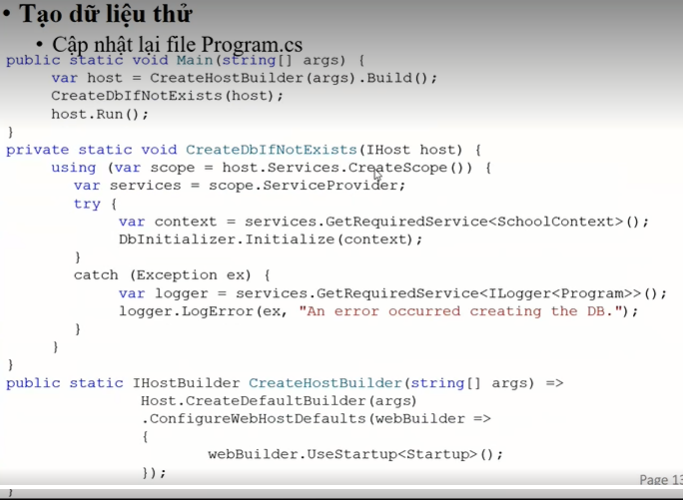 • Tạo dữ liệu thử
• Cập nhật lại file Program.cs
public static void Main(string[] args) {
var host = CreateHostBuilder(args).Build();
CreateDbIfNotExists(host);
host.Run();
}
private static void CreateDbIfNotExists(IHost host) {
using (var scope = host.Services.CreateScope()) {
var services = scope.ServiceProvider;
try {
var context = services.GetRequiredService<SchoolContext>();
DbInitializer.Initialize(context);
}
catch (Exception ex) {
var logger = services.GetRequiredService<ILogger<Program>>();
logger.LogError(ex, "An error occurred creating the DB.");
}
}
}
public static IHostBuilder CreateHostBuilder(string[] args) =>
Host.CreateDefaultBuilder(args)
.ConfigureWebHostDefaults(webBuilder =>
{
webBuilder.UseStartup<Startup>();
});
Page 13
}